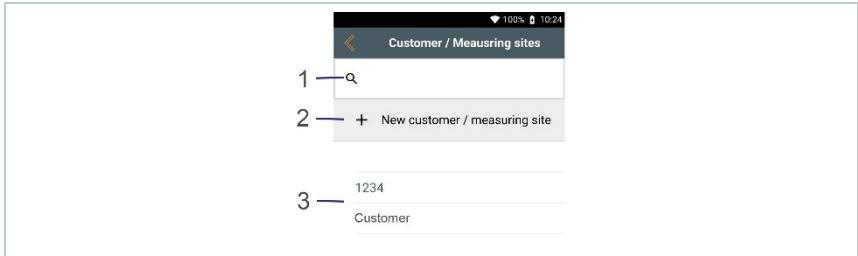 100% 10:24
Customer / Meausring sites
1
2
+ New customer / measuring site
3
1234
Customer